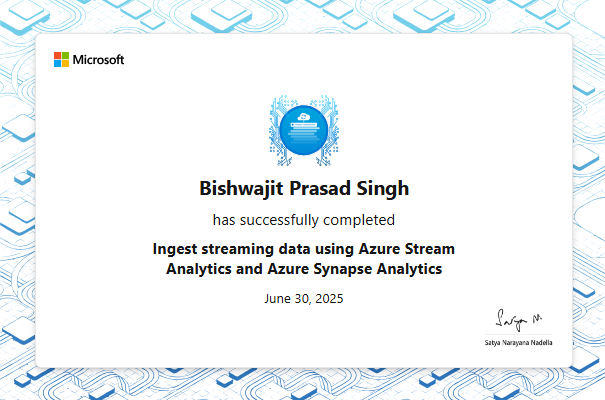 Microsoft
Bishwajit Prasad Singh
has successfully completed
Ingest streaming data using Azure Stream
Analytics and Azure Synapse Analytics
June 30, 2025
Satya N.
Satya Narayana Nadella